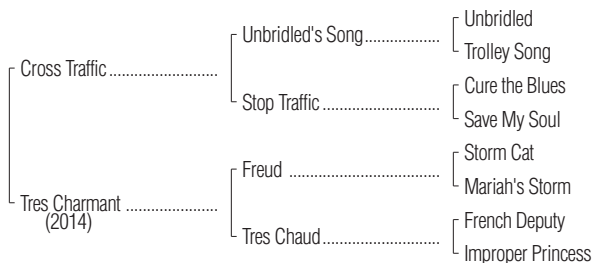 Unbridled
Unbridled's Song....................
Trolley Song
Cross Traffic.............................
Cure the Blues
Stop Traffic................................
Save My Soul
Storm Cat
Freud .........................................
Mariah's Storm
Tres Charmant .........................
(2014)
French Deputy
Tres Chaud................................
Improper Princess